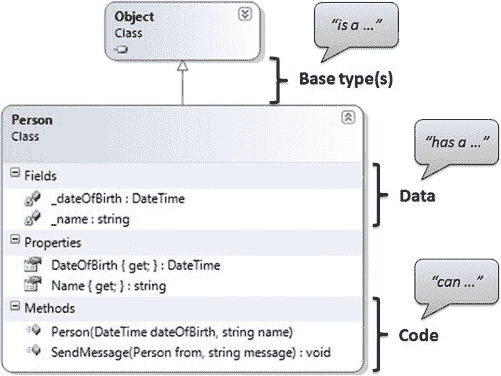 Object
Class
“is a ...”
Base type(s)
Person
Class
“has a ...”
Fields
_dateOfBirth : DateTime
_name : string
Data
Properties
DateOfBirth { get; } : DateTime
Name { get; } : string
“can ...”
Methods
Person(DateTime dateOfBirth, string name)
SendMessage(Person from, string message) : void
Code